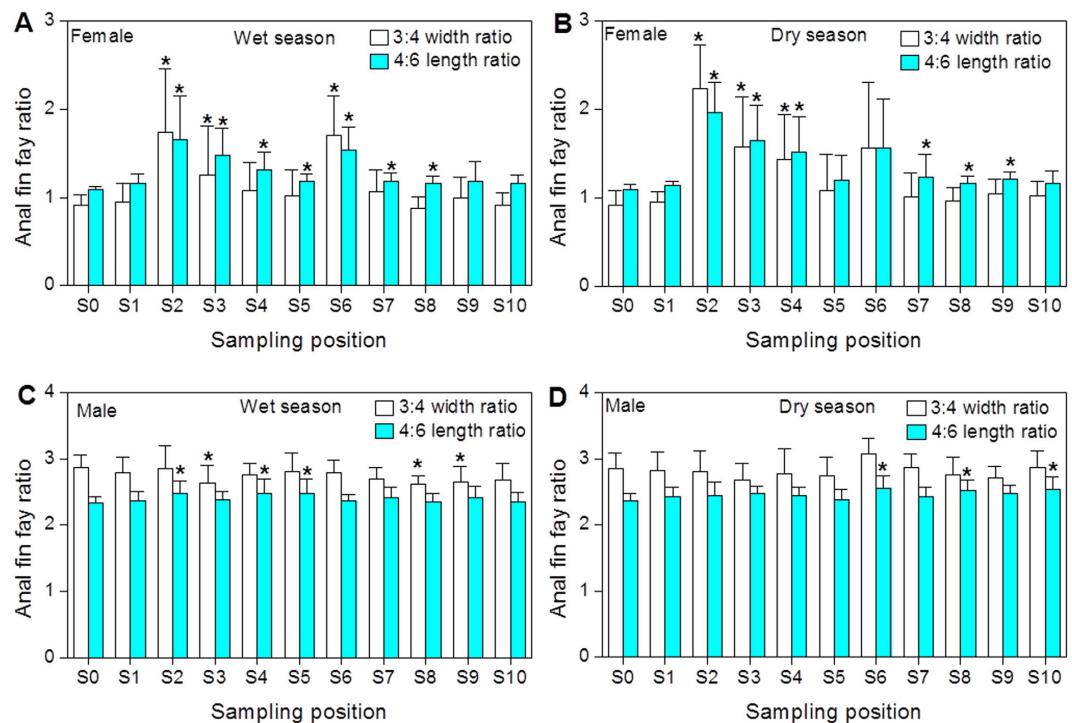 A
Female
Wet season
3:4 width ratio
4:6 length ratio
* * * * * * * * * * *
3
2
1
0
Anal fin fay ratio
S0 S1 S2 S3 S4 S5 S6 S7 S8 S9 S10
Sampling position
B
Female
Dry season
3:4 width ratio
4:6 length ratio
* * * * * * * * *
3
2
1
0
Anal fin fay ratio
S0 S1 S2 S3 S4 S5 S6 S7 S8 S9 S10
Sampling position
C
Male
Wet season
3:4 width ratio
4:6 length ratio
* * * * * *
4
3
2
1
0
Anal fin fay ratio
S0 S1 S2 S3 S4 S5 S6 S7 S8 S9 S10
Sampling position
D
Male
Dry season
3:4 width ratio
4:6 length ratio
* * *
4
3
2
1
0
Anal fin fay ratio
S0 S1 S2 S3 S4 S5 S6 S7 S8 S9 S10
Sampling position